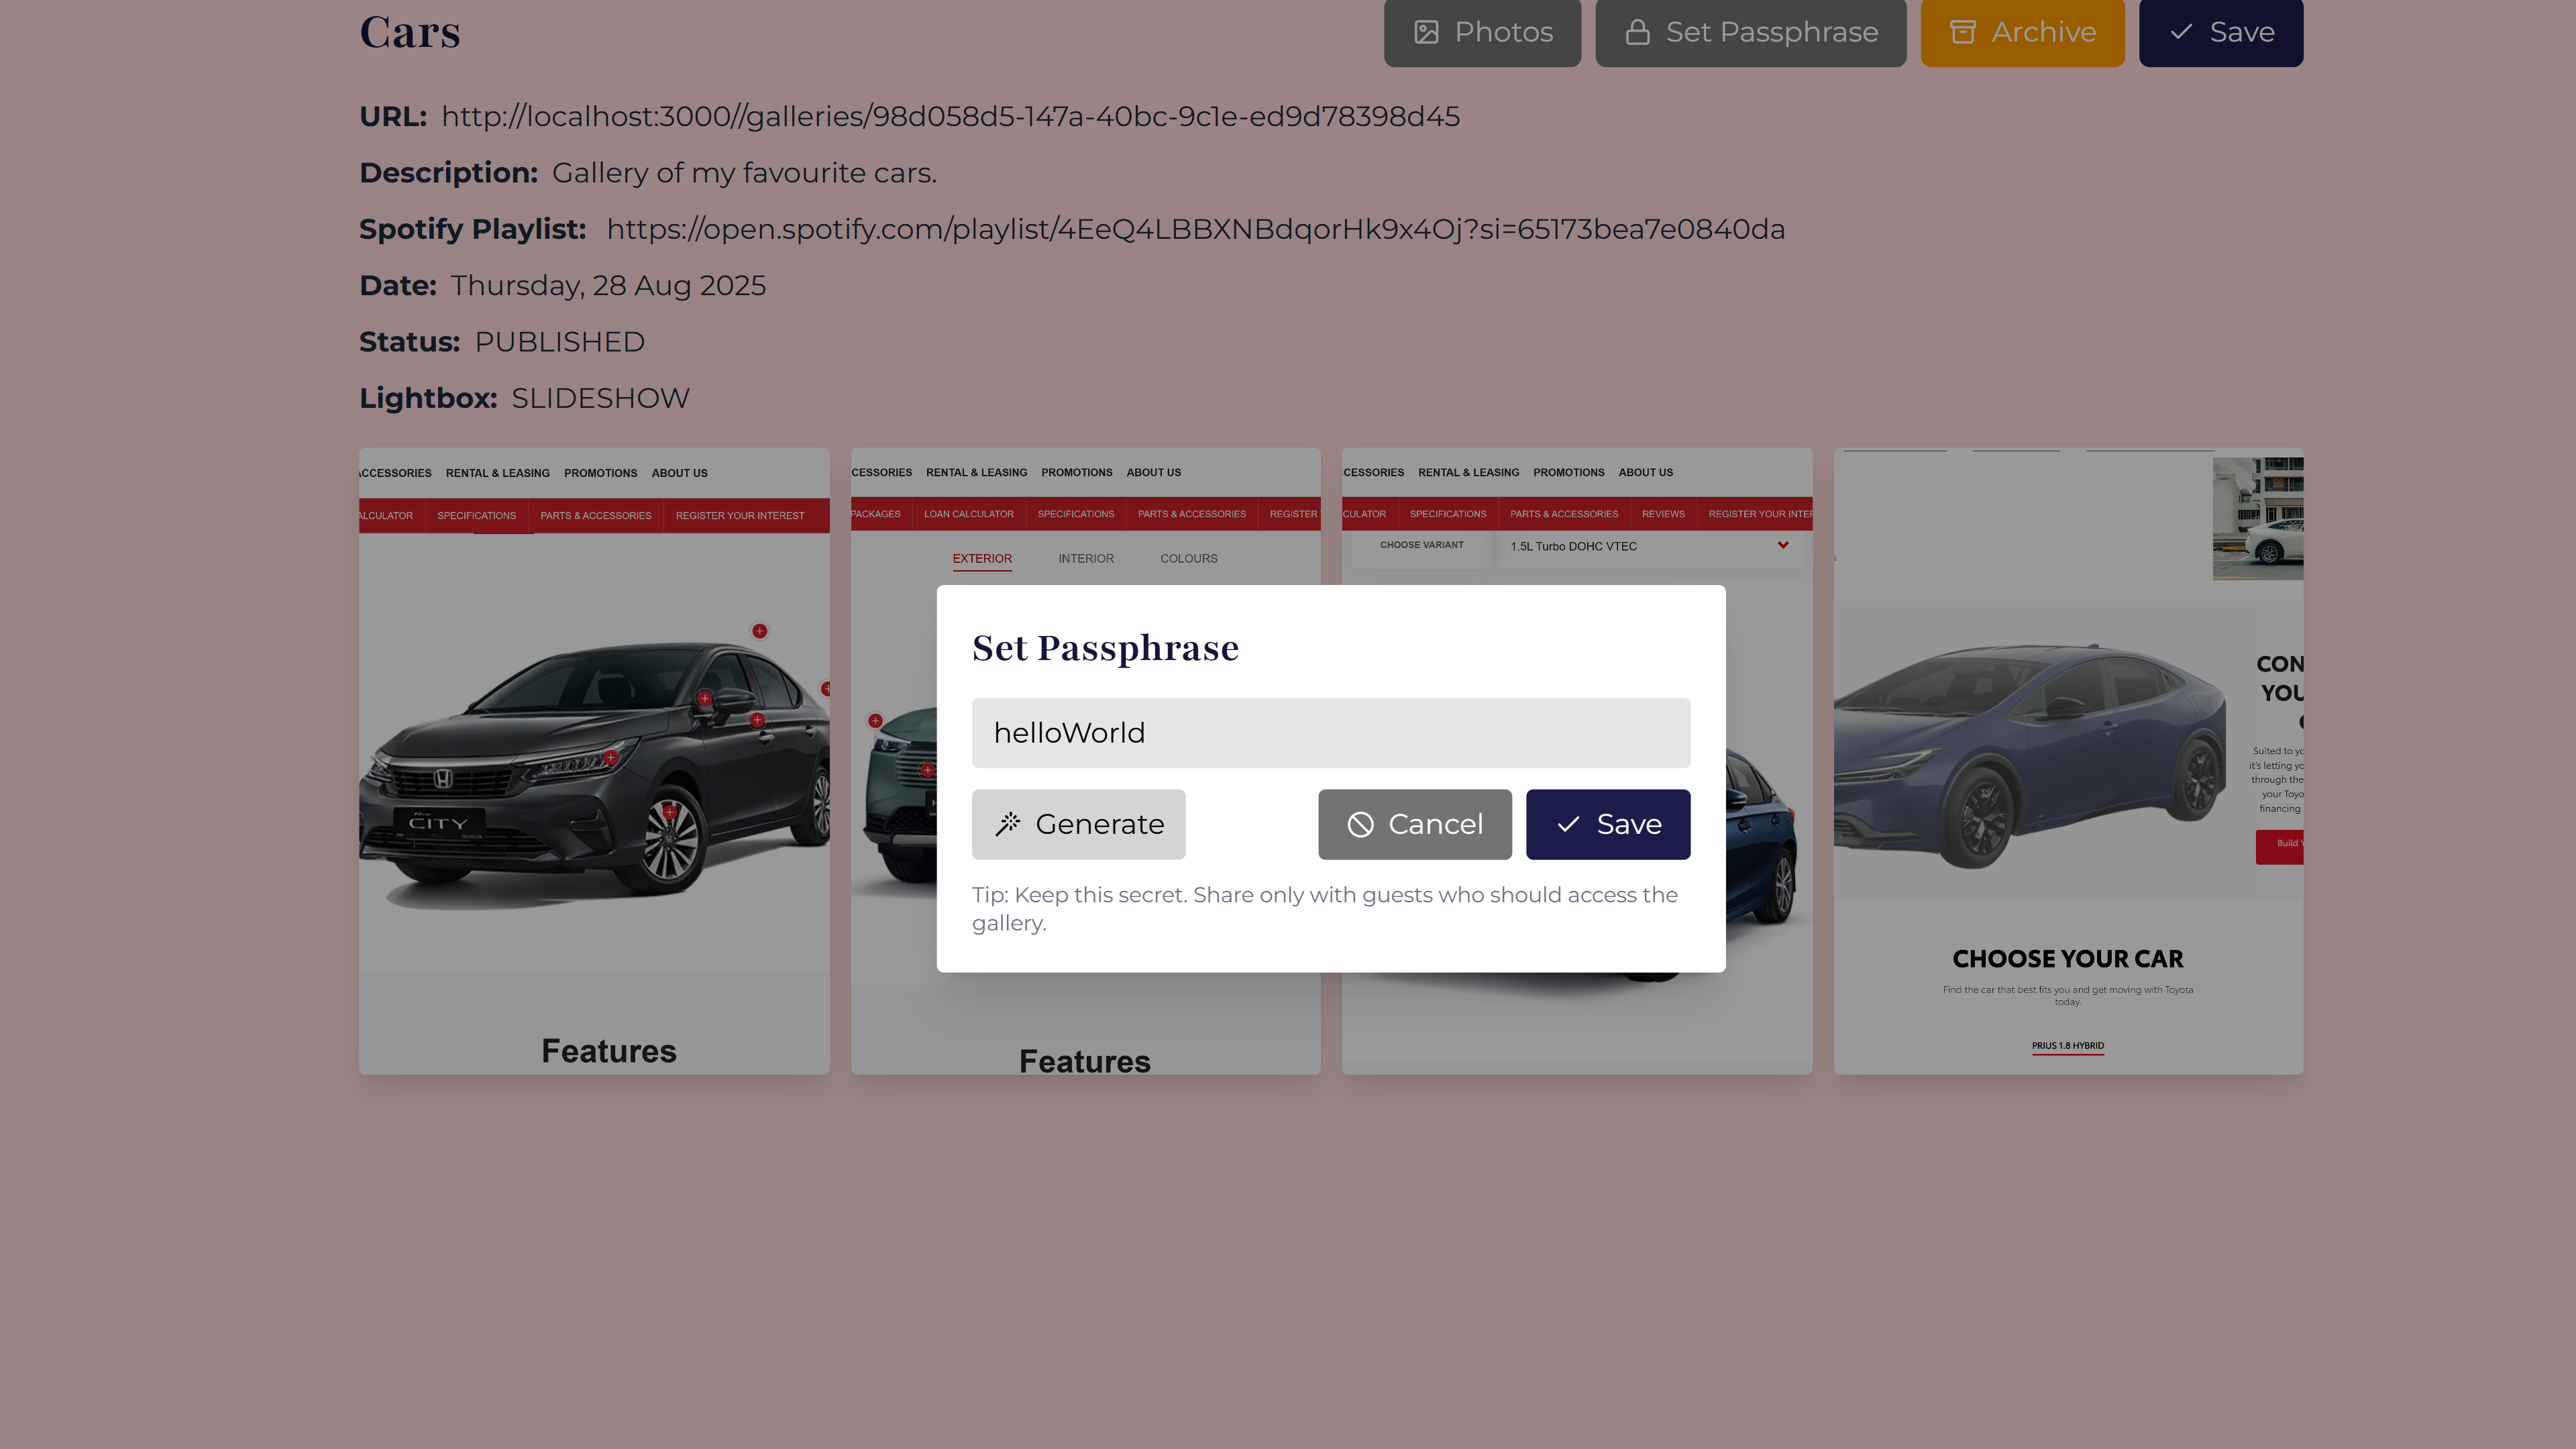 Cars
Photos
Set Passphrase
Archive
Save
URL: http://localhost:3000//galleries/98d058d5-147a-40bc-9c1e-ed9d78398d45
Description: Gallery of my favourite cars.
Spotify Playlist: https://open.spotify.com/playlist/4EeQ4LBBXNBdqorHk9x4Oj?si=65173bea7e0840da
Date: Thursday, 28 Aug 2025
Status: PUBLISHED
Lightbox: SLIDESHOW
ACCESSORIES RENTAL & LEASING PROMOTIONS ABOUT US
ALCULATOR SPECIFICATIONS PARTS & ACCESSORIES REGISTER YOUR INTEREST
CITY
Features
CESSORIES RENTAL & LEASING PROMOTIONS ABOUT US
PACKAGES LOAN CALCULATOR SPECIFICATIONS PARTS & ACCESSORIES REGISTER
EXTERIOR INTERIOR COLOURS
Features
CESSORIES RENTAL & LEASING PROMOTIONS ABOUT US
CULATOR SPECIFICATIONS PARTS & ACCESSORIES REVIEWS REGISTER YOUR INTER
CHOOSE VARIANT 1.5L Turbo DOHC VTEC
CON
YOU
Suited to yo
it's letting yo
through the
your Toyo
financing
Build Y
CHOOSE YOUR CAR
Find the car that best fits you and get moving with Toyota
today.
PRIUS 1.8 HYBRID
Set Passphrase
helloWorld
Generate
Cancel
Save
Tip: Keep this secret. Share only with guests who should access the
gallery.